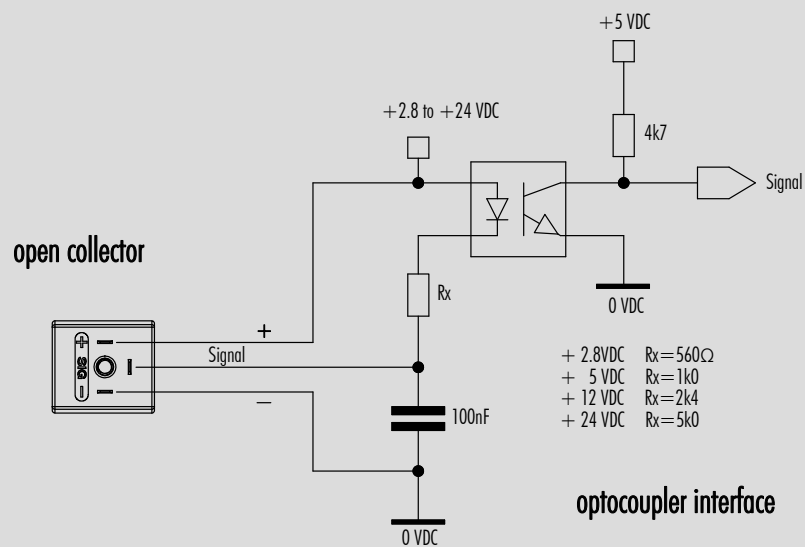 +5 VDC
+2.8 to +24 VDC
4k7
Signal
open collector
0 VDC
Rx
+
Signal
+ SIG –
–
+ 2.8VDC Rx=560Ω
+ 5 VDC Rx=1k0
+ 12 VDC Rx=2k4
+ 24 VDC Rx=5k0
100nF
optocoupler interface
0 VDC